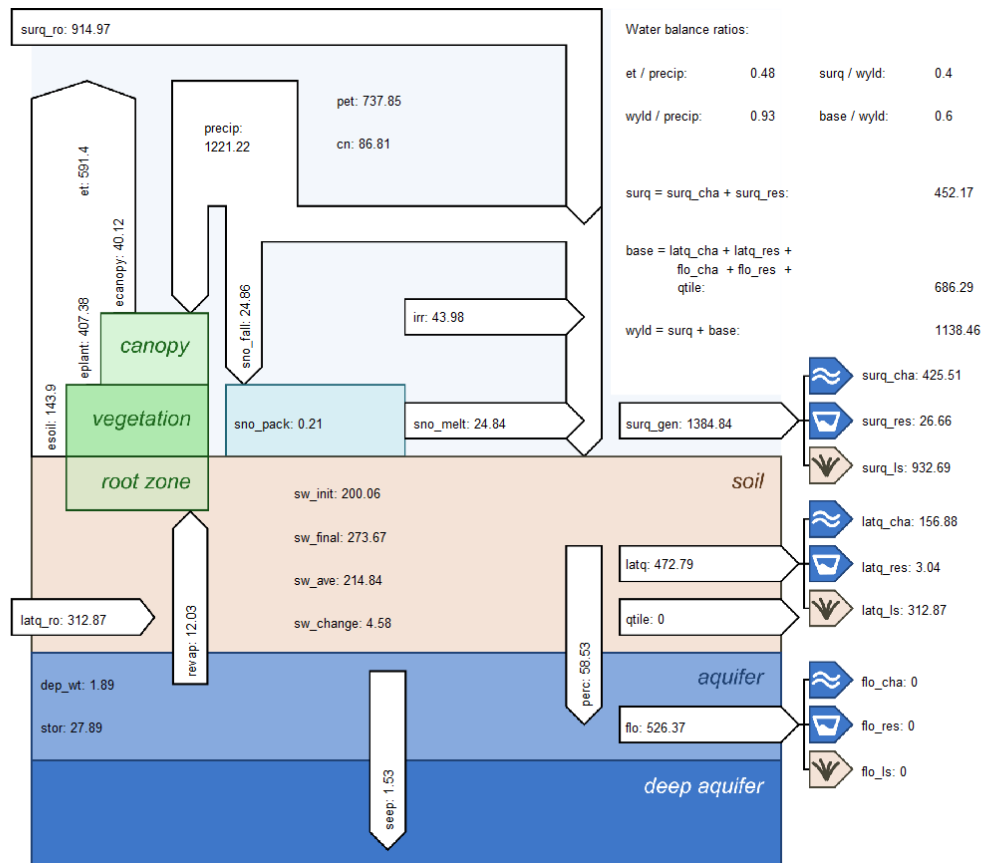 surq_ro: 914.97
Water balance ratios:
et / precip: 0.48 surq / wyld: 0.4
wyld / precip: 0.93 base / wyld: 0.6
surq = surq_cha + surq_res: 452.17
base = latq_cha + latq_res +
flo_cha + flo_res +
qtile: 686.29
wyld = surq + base: 1138.46
pet: 737.85
cn: 86.81
precip:
1221.22
et: 591.4
ecanopy: 40.12
eplant: 407.38
esoil: 143.9
sno_fall: 24.86
irr: 43.98
canopy
vegetation
root zone
sno_pack: 0.21
sno_melt: 24.84
surq_gen: 1384.84
surq_cha: 425.51
surq_res: 26.66
surq_ls: 932.69
soil
sw_init: 200.06
sw_final: 273.67
sw_ave: 214.84
sw_change: 4.58
latq_ro: 312.87
revap: 12.03
perc: 58.53
latq: 472.79
qtile: 0
latq_cha: 156.88
latq_res: 3.04
latq_ls: 312.87
aquifer
dep_wt: 1.89
stor: 27.89
flo: 526.37
flo_cha: 0
flo_res: 0
flo_ls: 0
deep aquifer
seep: 1.53